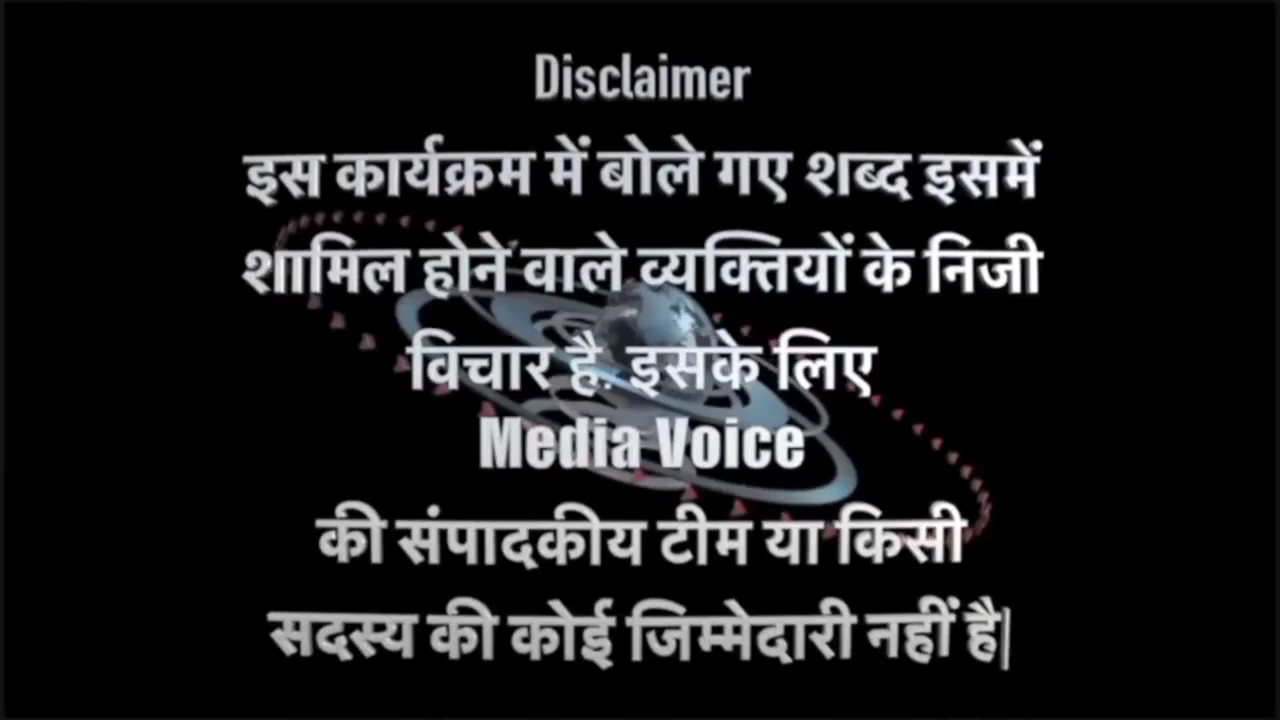 Disclaimer
इस कार्यक्रम में बोले गए शब्द इसमें
शामिल होने वाले व्यक्तियों के निजी
विचार है. इसके लिए
Media Voice
की संपादकीय टीम या किसी
सदस्य की कोई जिम्मेदारी नहीं है|